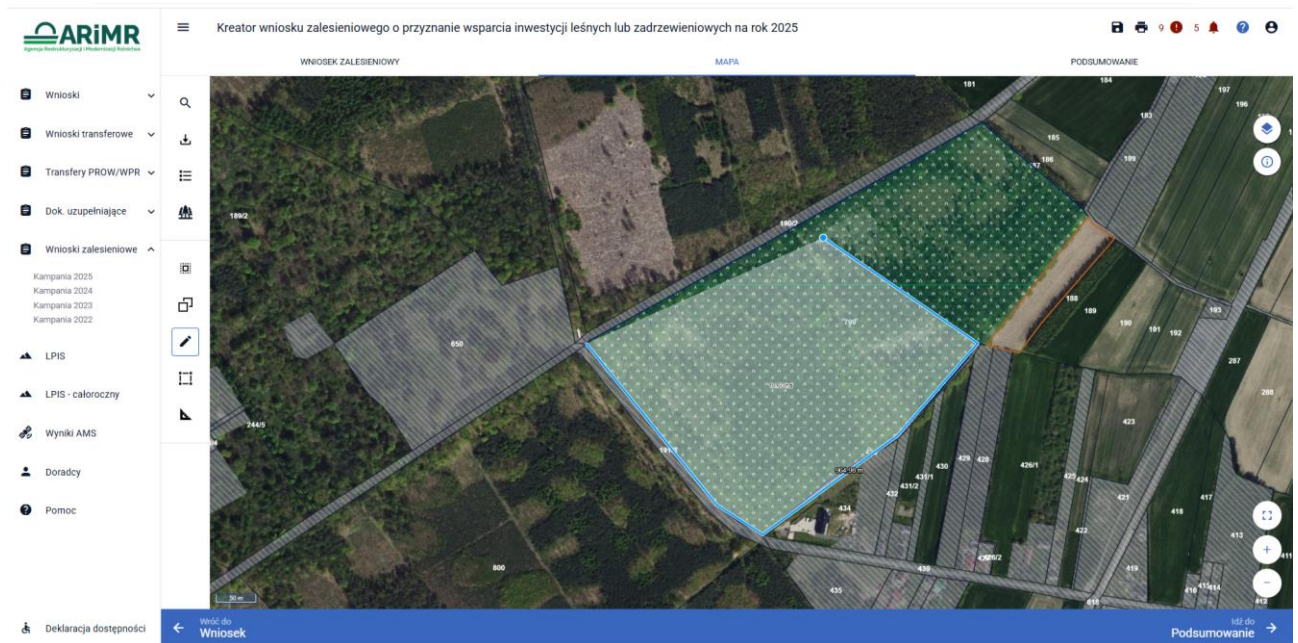 ARiMR
Agencja Restrukturyzacji i Modernizacji Rolnictwa
Kreator wniosku zalesieniowego o przyznanie wsparcia inwestycji leśnych lub zadrzewieniowych na rok 2025
9
5
WNIOSEK ZALESIENIOWY
MAPA
PODSUMOWANIE
Wnioski
Wnioski transferowe
Transfery PROW/WPR
Dok. uzupełniające
Wnioski zalesieniowe
Kampania 2025
Kampania 2024
Kampania 2023
Kampania 2022
LPIS
LPIS - całoroczny
Wyniki AMS
Doradcy
Pomoc
Deklaracja dostępności
181
184
197
196
183
185
186
199
189/2
190/2
188
189
190
191
192
193
650
287
288
244/5
423
429
428
430
426/1
431/1
431/2
432
425
424
421
417
418
434
422
413
411
800
439
419
435
416
412
618
50 m
Wróć do
Wniosek
Idź do
Podsumowanie